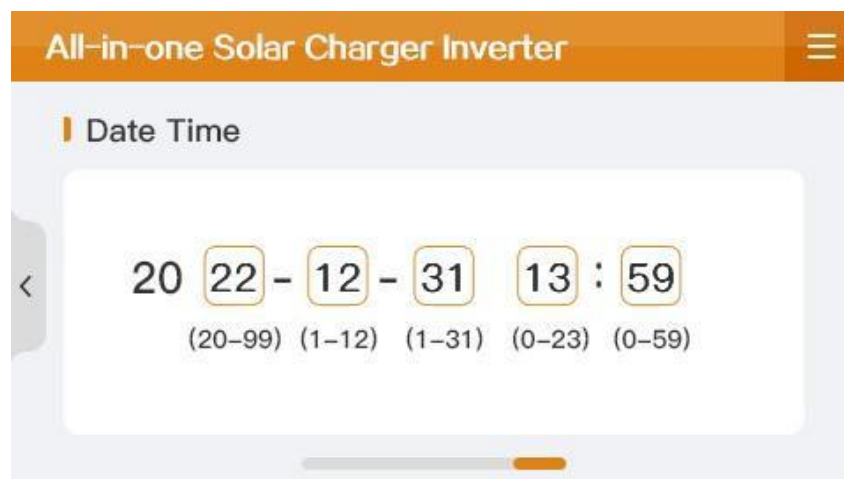 All-in-one Solar Charger Inverter
Date Time
20 22 - 12 - 31 13 : 59
(20-99) (1-12) (1-31) (0-23) (0-59)